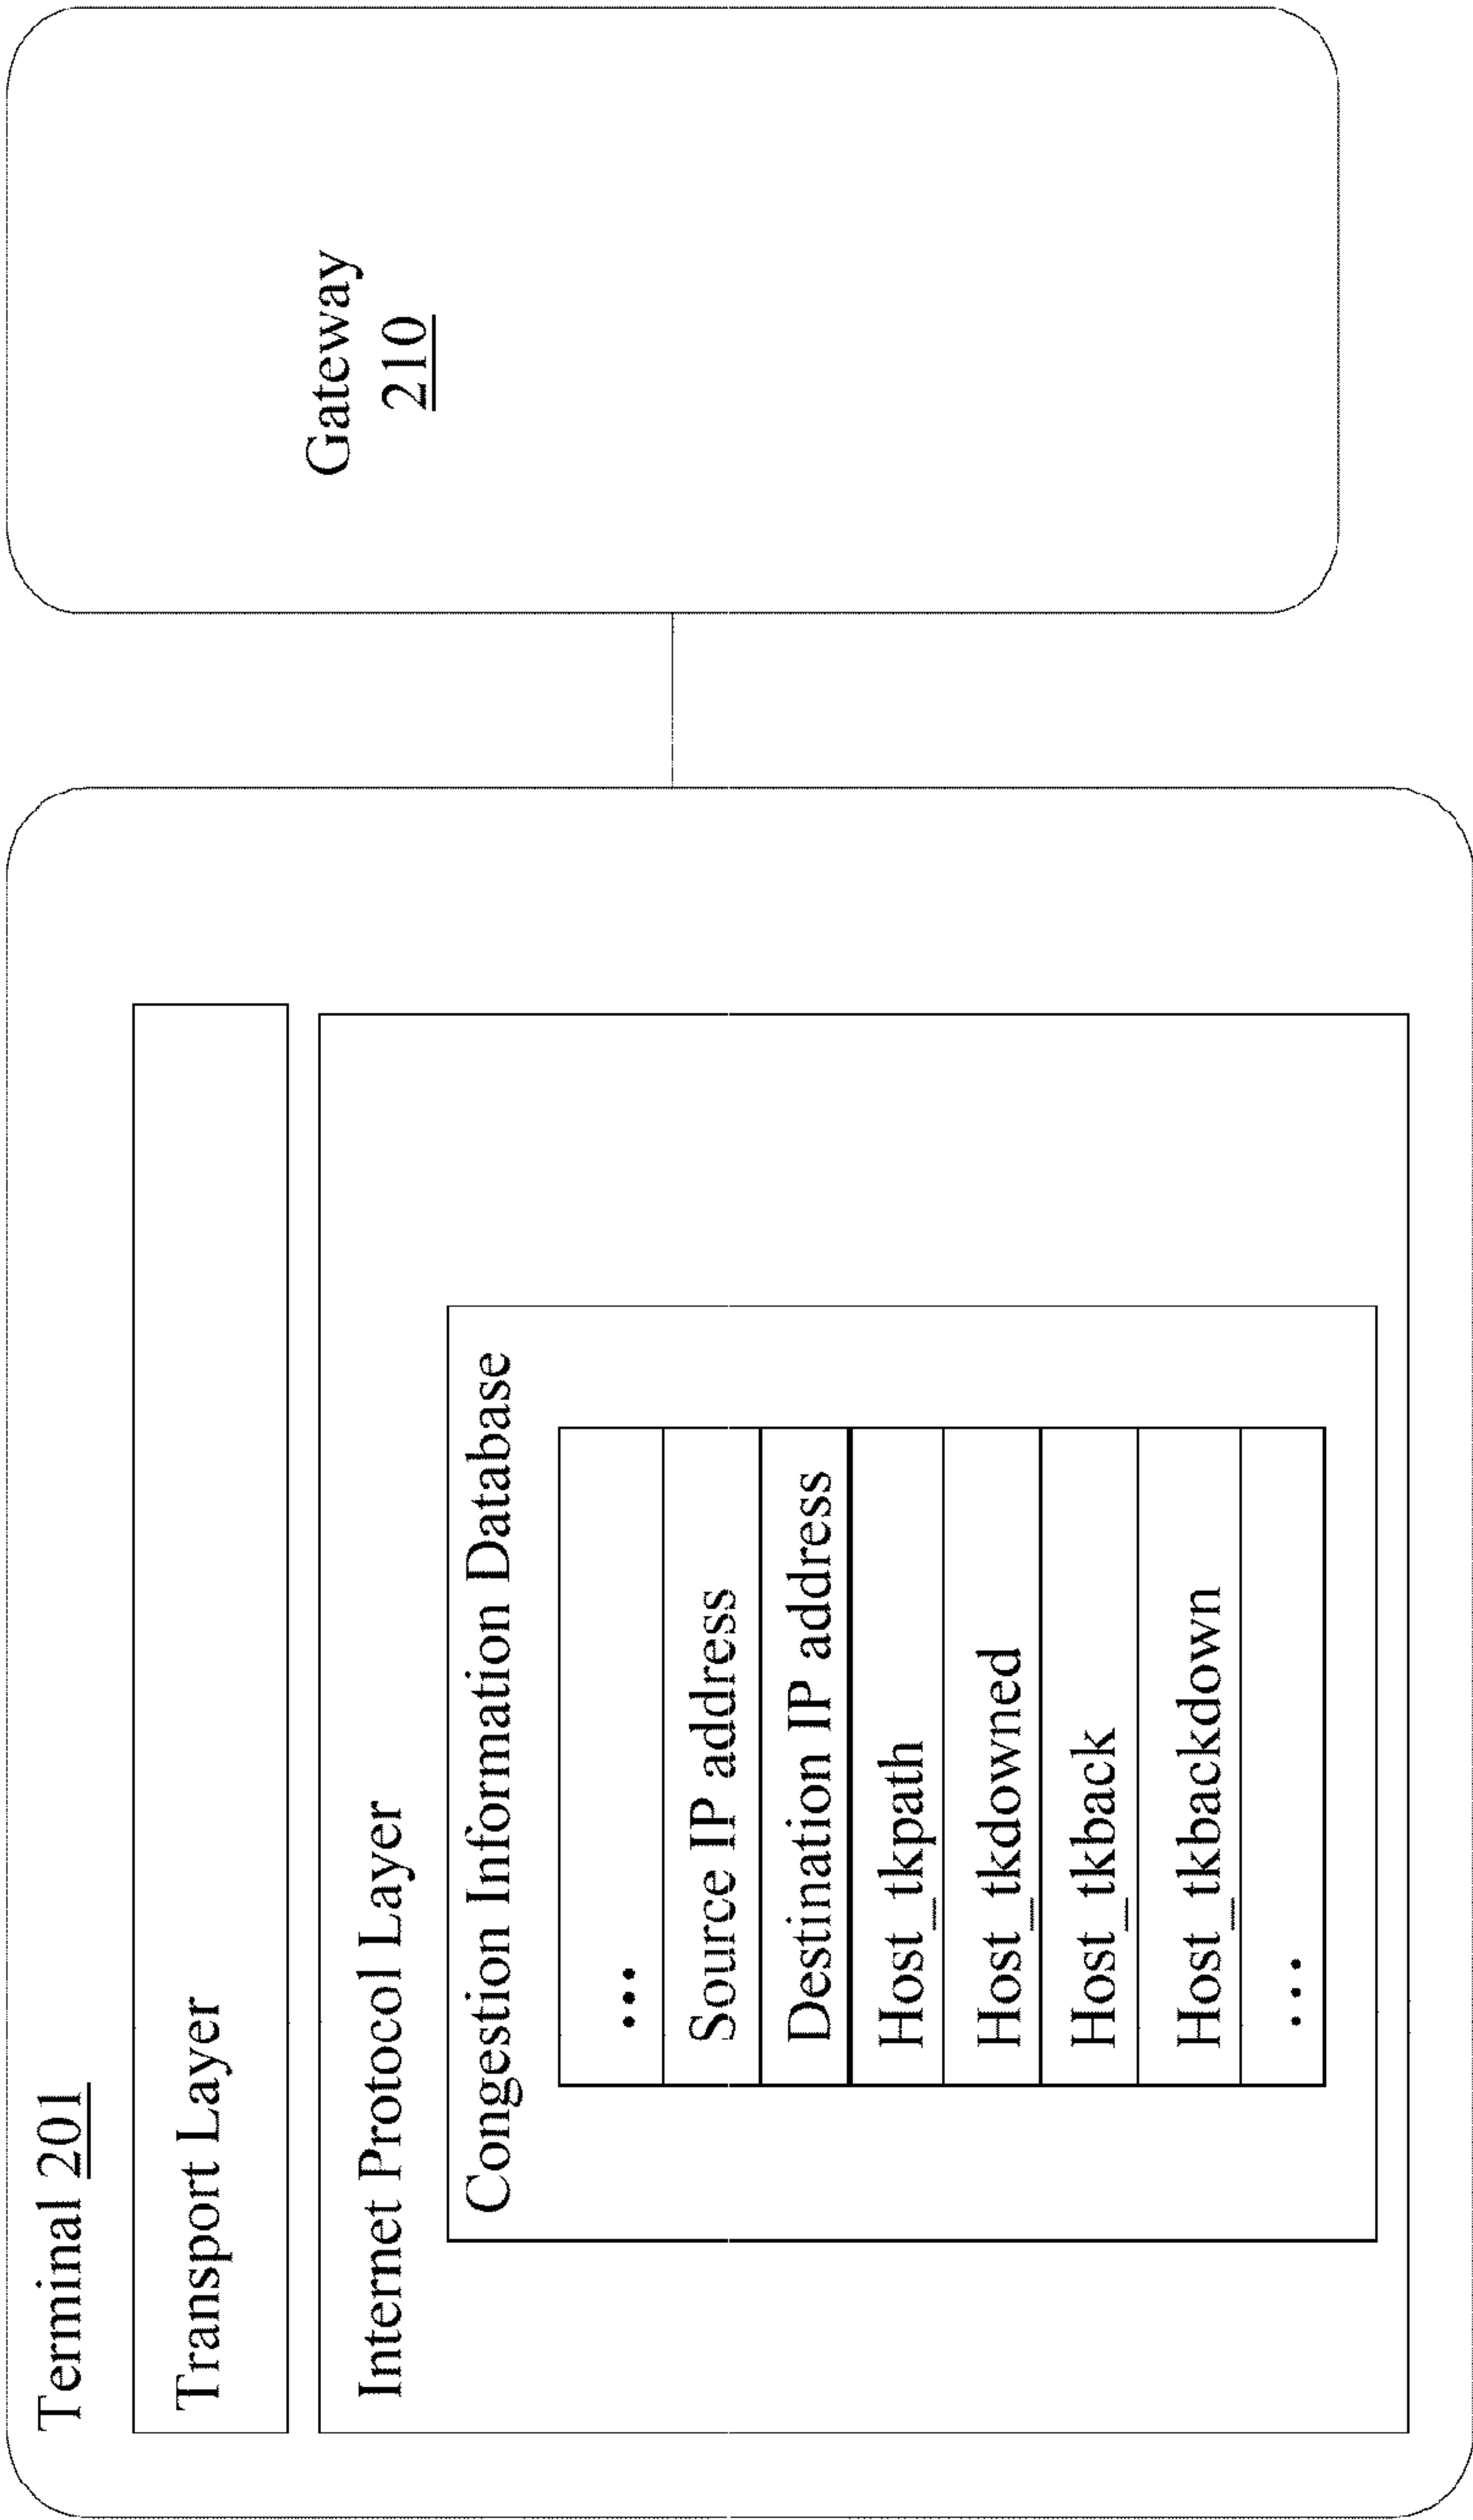 Terminal 201
Transport Layer
Internet Protocol Layer
Congestion Information Database
...
Source IP address
Destination IP address
Host_tkpath
Host_tkdowned
Host_tkback
Host_tkbackdown
...
Gateway
210